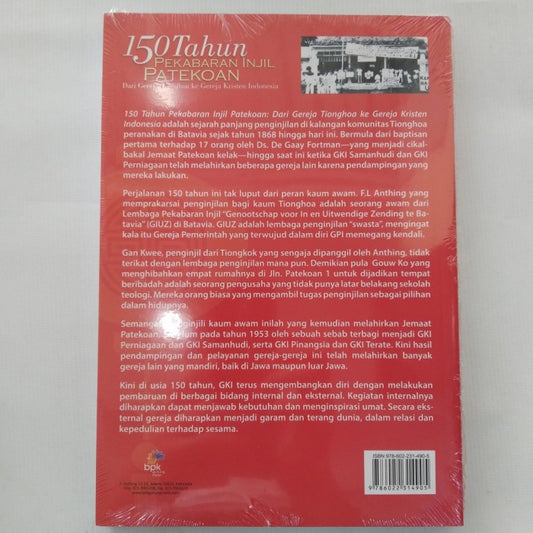 150 Tahun
PEKABARAN INJIL
PATEKOAN
Dari Gereja Tionghoa ke Gereja Kristen Indonesia
150 Tahun Pekabaran Injil Patekoan: Dari Gereja Tionghoa ke Gereja Kristen
Indonesia adalah sejarah panjang penginjilan di kalangan komunitas Tionghoa
peranakan di Batavia sejak tahun 1868 hingga hari ini. Bermula dari baptisan
pertama terhadap 17 orang oleh Ds. De Gaay Fortman—yang menjadi cikal-
bakal Jemaat Patekoan kelak—hingga saat ini ketika GKI Samanhudi dan GKI
Perniagaan telah melahirkan beberapa gereja lain karena pendampingan yang
mereka lakukan.
Perjalanan 150 tahun ini tak luput dari peran kaum awam. F.L Anthing yang
memprakarsai penginjilan bagi kaum Tionghoa adalah seorang awam dari
Lembaga Pekabaran Injil “Genootschap voor In en Uitwendige Zending te Ba-
tavia” (GIUZ) di Batavia. GIUZ adalah lembaga penginjilan “swasta”, mengingat
kala itu Gereja Pemerintah yang terwujud dalam diri GPI memegang kendali.
Gan Kwee, penginjil dari Tiongkok yang sengaja dipanggil oleh Anthing, tidak
terikat dengan lembaga penginjilan mana pun. Demikian pula Gouw Ko yang
menghibahkan empat rumahnya di Jln. Patekoan 1 untuk dijadikan tempat
beribadah adalah seorang pengusaha yang tidak punya latar belakang sekolah
teologi. Mereka orang biasa yang mengambil tugas penginjilan sebagai pilihan
dalam hidupnya.
Semangat penginjili kaum awam inilah yang kemudian melahirkan Jemaat
Patekoan. Sebelum pada tahun 1953 oleh sebuah sebab terbagi menjadi GKI
Perniagaan dan GKI Samanhudi, serta GKI Pinangsia dan GKI Terate. Kini hasil
pendampingan dan pelayanan gereja-gereja ini telah melahirkan banyak
gereja lain yang mandiri, baik di Jawa maupun luar Jawa.
Kini di usia 150 tahun, GKI terus mengembangkan diri dengan melakukan
pembaruan di berbagai bidang internal dan eksternal. Kegiatan internalnya
diharapkan dapat menjawab kebutuhan dan menginspirasi umat. Secara eks-
ternal gereja diharapkan menjadi garam dan terang dunia, dalam relasi dan
kepedulian terhadap sesama.
bpk
ISBN 978-602-231-490-5
9 786022 314905